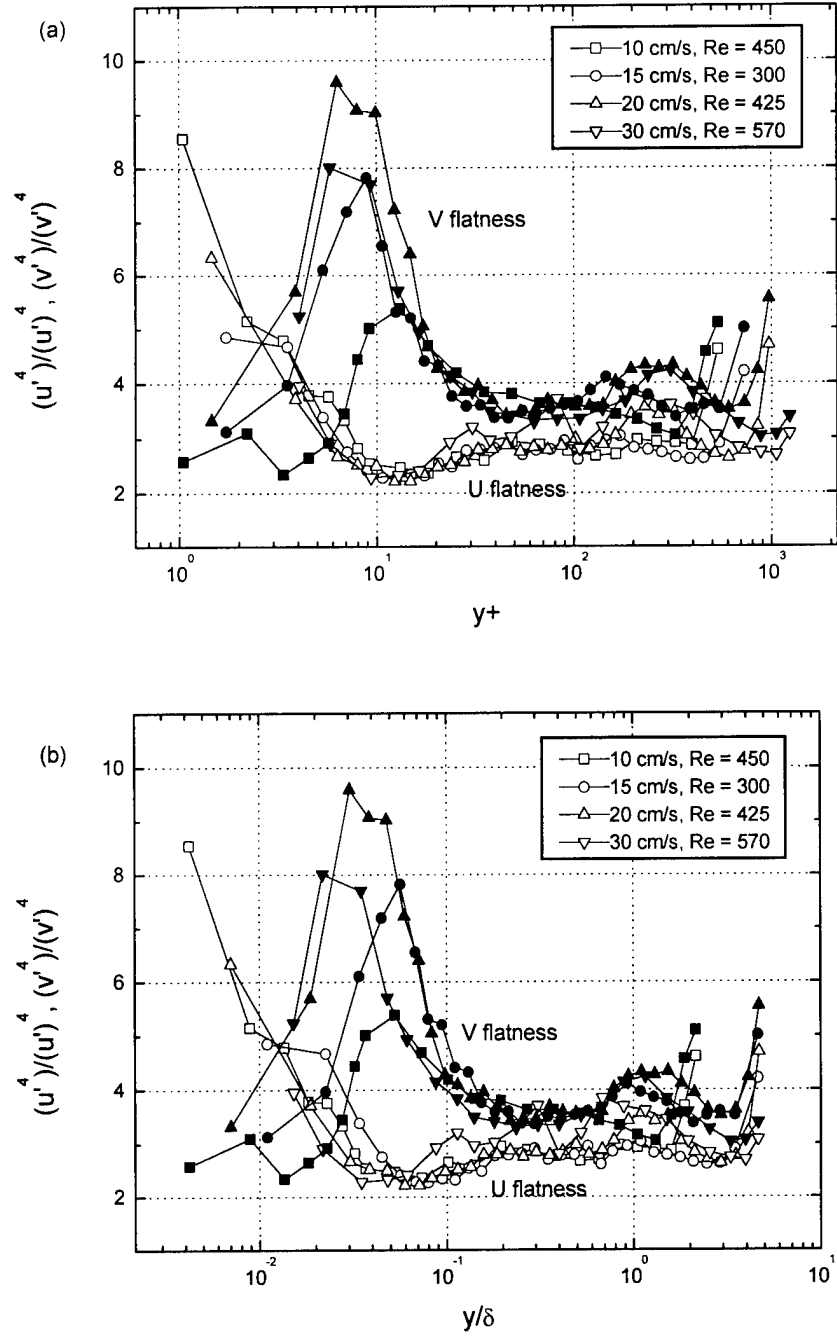 (a)
10
8
6
4
2
10 cm/s, Re = 450
15 cm/s, Re = 300
20 cm/s, Re = 425
30 cm/s, Re = 570
V flatness
U flatness
(u'⁴)/(u')⁴, (v'⁴)/(v')⁴
10⁰
10¹
10²
10³
y+
(b)
10
8
6
4
2
10 cm/s, Re = 450
15 cm/s, Re = 300
20 cm/s, Re = 425
30 cm/s, Re = 570
V flatness
U flatness
(u'⁴)/(u')⁴, (v'⁴)/(v')⁴
10⁻²
10⁻¹
10⁰
10¹
y/δ